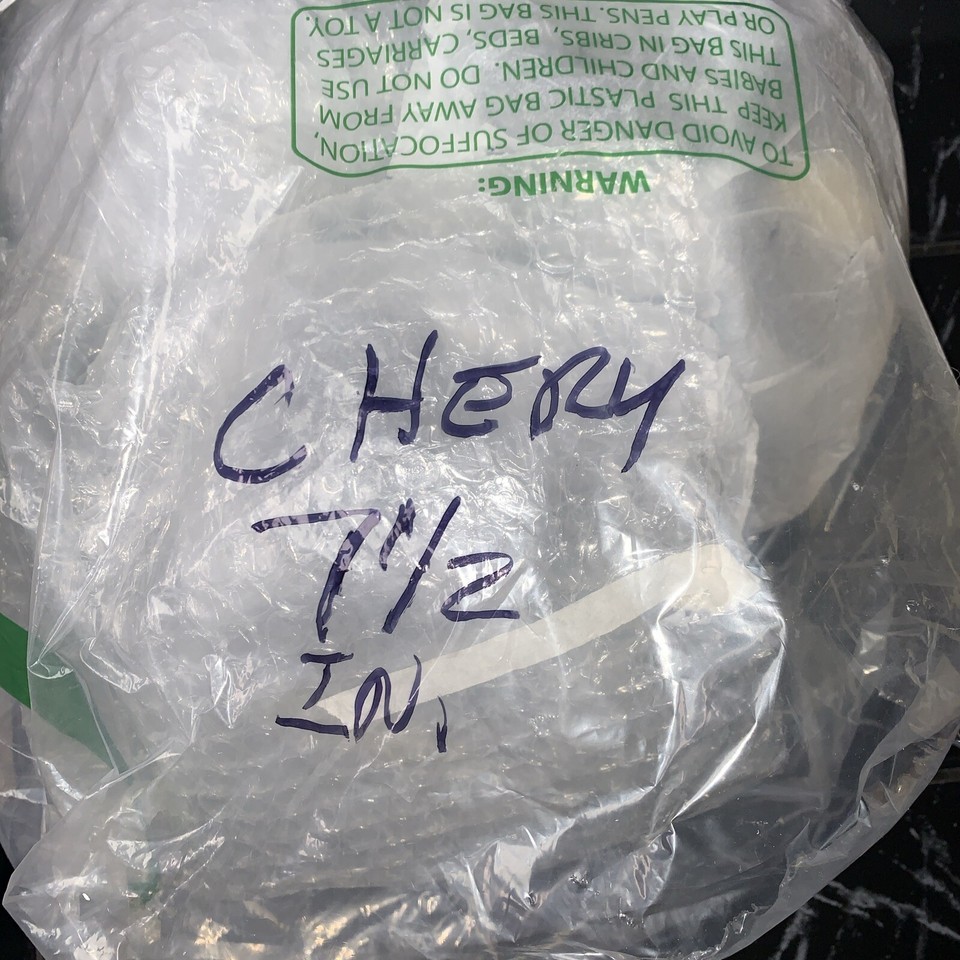 WARNING:
TO AVOID DANGER OF SUFFOCATION,
KEEP THIS PLASTIC BAG AWAY FROM
BABIES AND CHILDREN. DO NOT USE
THIS BAG IN CRIBS, BEDS, CARRIAGES
OR PLAY PENS. THIS BAG IS NOT A TOY.
CHERY
7 1/2
IN,